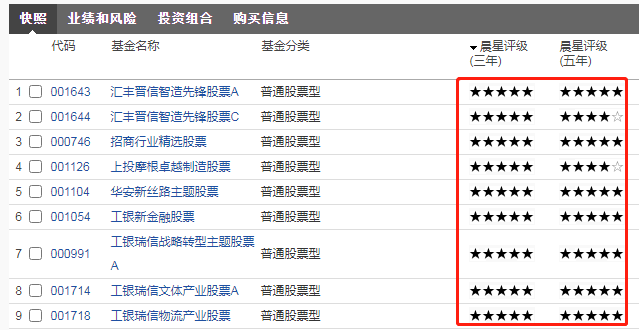 快照 业绩和风险 投资组合 购买信息
代码 基金名称 基金分类 晨星评级 晨星评级
(三年) (五年)
1 001643 汇丰晋信智造先锋股票A 普通股票型 ★★★★★ ★★★★★
2 001644 汇丰晋信智造先锋股票C 普通股票型 ★★★★★ ★★★★☆
3 000746 招商行业精选股票 普通股票型 ★★★★★ ★★★★★
4 001126 上投摩根卓越制造股票 普通股票型 ★★★★★ ★★★★☆
5 001104 华安新丝路主题股票 普通股票型 ★★★★★ ★★★★★
6 001054 工银新金融股票 普通股票型 ★★★★★ ★★★★★
7 000991 工银瑞信战略转型主题股票 普通股票型 ★★★★★ ★★★★★
A
8 001714 工银瑞信文体产业股票A 普通股票型 ★★★★★ ★★★★★
9 001718 工银瑞信物流产业股票 普通股票型 ★★★★★ ★★★★★